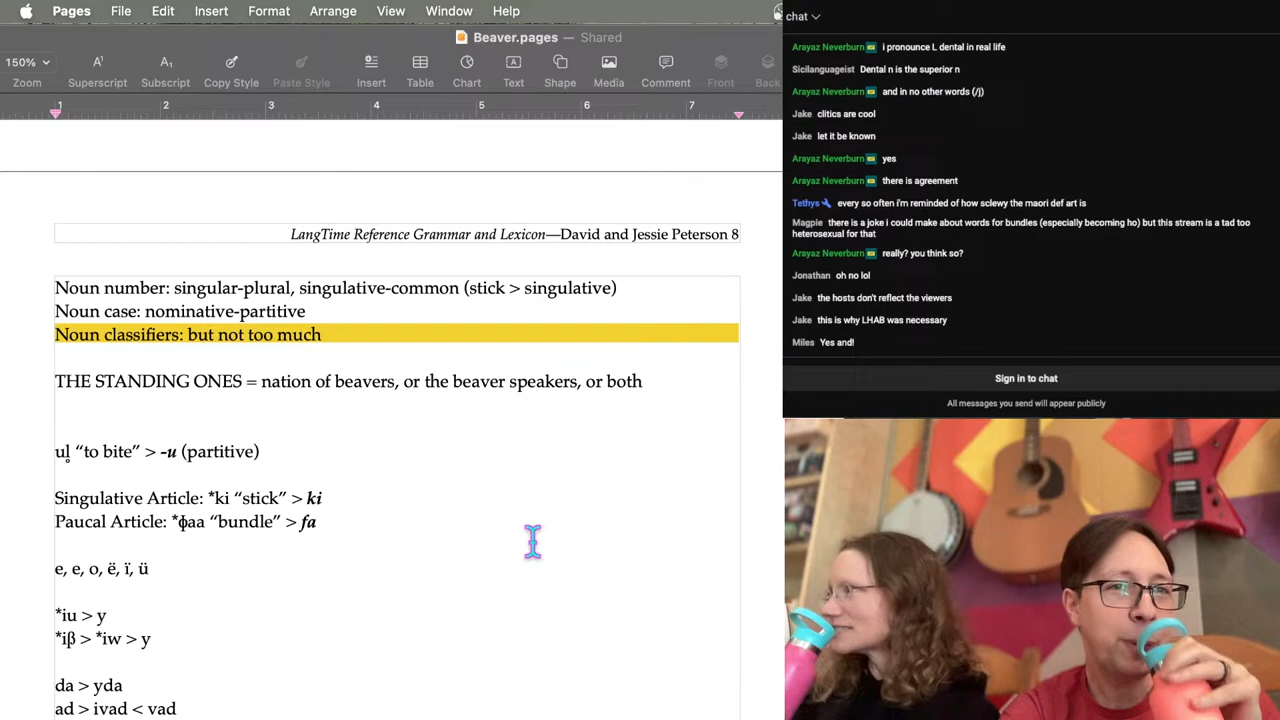 Pages File Edit Insert Format Arrange View Window Help
Beaver.pages — Shared
150%
Zoom Superscript Subscript Copy Style Paste Style Insert Table Chart Text Shape Media Comment Front Back
1 2 3 4 5 6 7
LangTime Reference Grammar and Lexicon—David and Jessie Peterson 8
Noun number: singular-plural, singulative-common (stick > singulative)
Noun case: nominative-partitive
Noun classifiers: but not too much
THE STANDING ONES = nation of beavers, or the beaver speakers, or both
ul̥ “to bite” > -u (partitive)
Singulative Article: *ki “stick” > ki
Paucal Article: *ɸaa “bundle” > fa
e, e, o, ë, ï, ü
*iu > y
*iβ > *iw > y
da > yda
ad > ivad < vad
chat
Arayaz Neverburn i pronounce L dental in real life
Sicilanguageist Dental n is the superior n
Arayaz Neverburn and in no other words (/j)
Jake clitics are cool
Jake let it be known
Arayaz Neverburn yes
Arayaz Neverburn there is agreement
Tethys every so often i’m reminded of how sclewy the maori def art is
Magpie there is a joke i could make about words for bundles (especially becoming ho) but this stream is a tad too
heterosexual for that
Arayaz Neverburn really? you think so?
Jonathan oh no lol
Jake the hosts don’t reflect the viewers
Jake this is why LHAB was necessary
Miles Yes and!
Sign in to chat
All messages you send will appear publicly